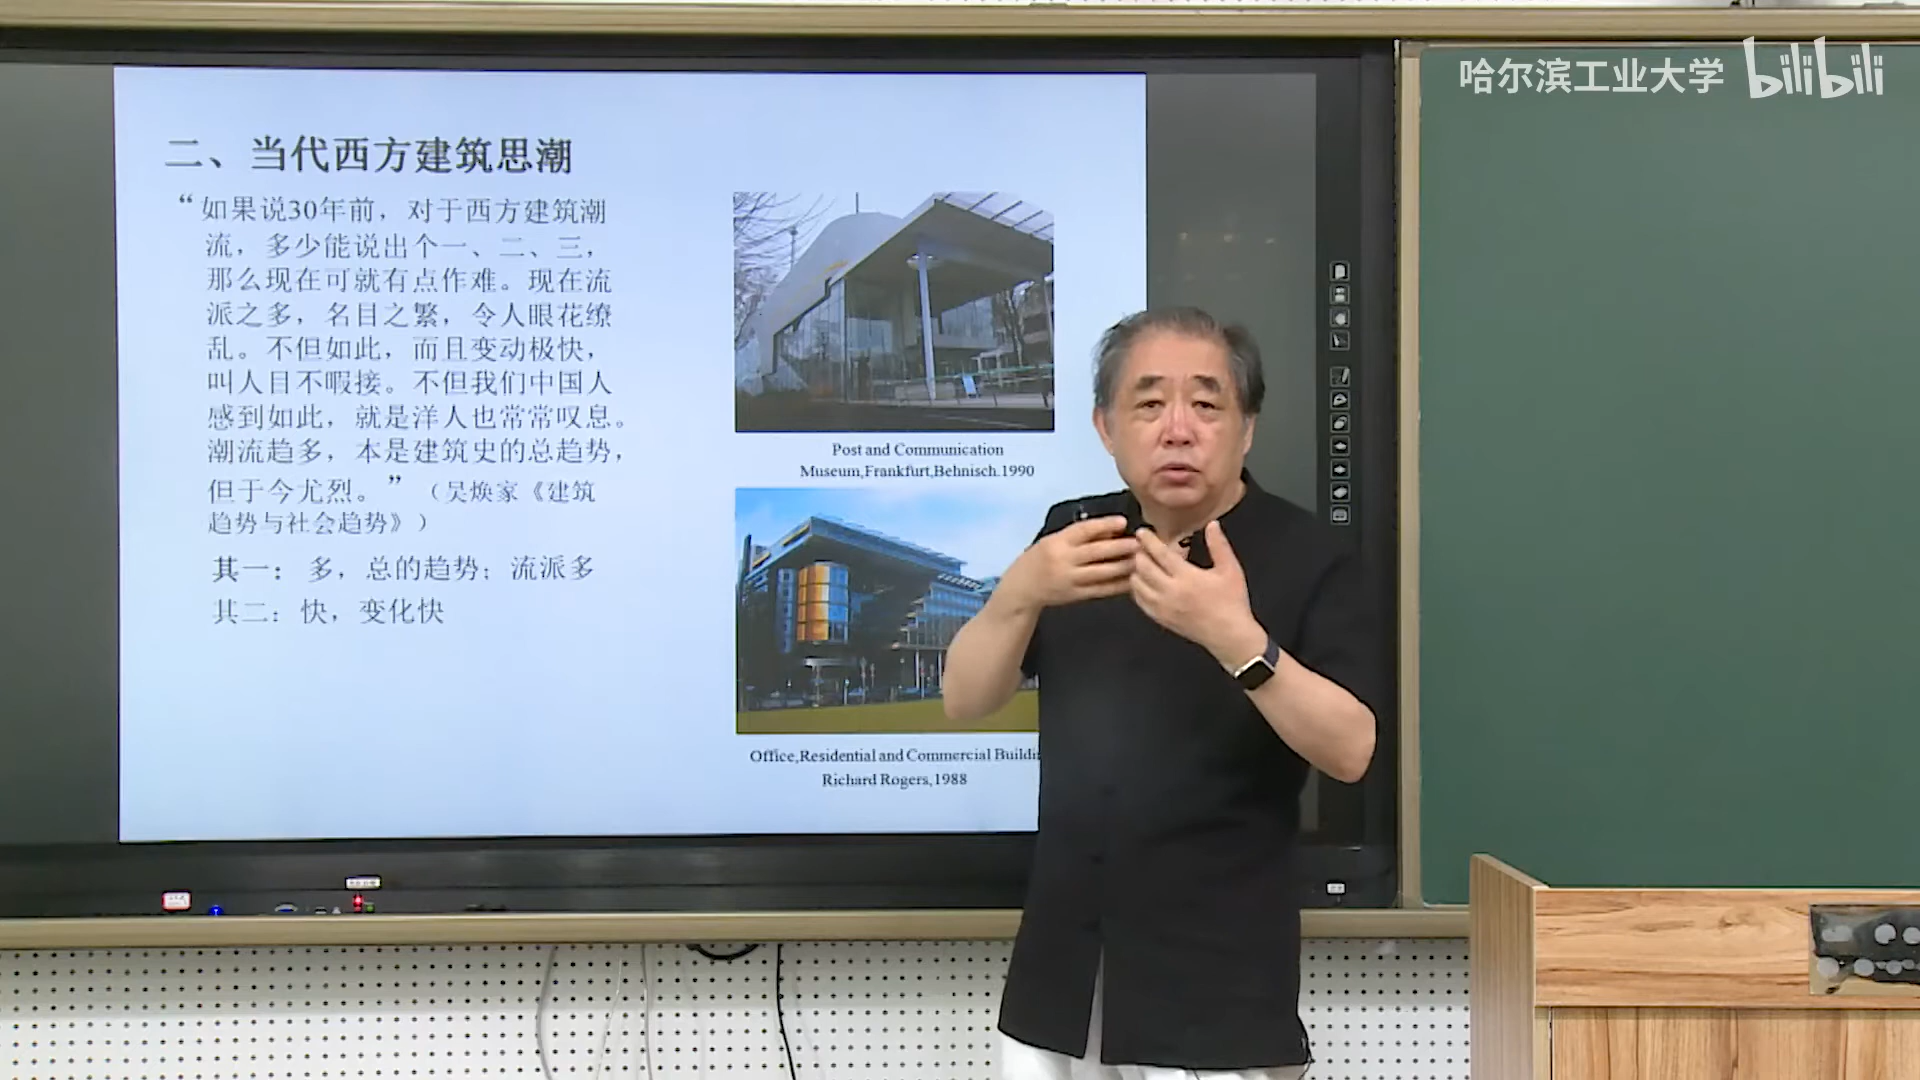 哈尔滨工业大学 bilibili
二、当代西方建筑思潮
“如果说30年前，对于西方建筑潮
流，多少能说出个一、二、三，
那么现在可就有点作难。现在流
派之多，名目之繁，令人眼花缭
乱。不但如此，而且变动极快，
叫人目不暇接。不但我们中国人
感到如此，就是洋人也常常叹息。
潮流趋多，本是建筑史的总趋势，
但于今尤烈。”（吴焕家《建筑
趋势与社会趋势》）
其一：多，总的趋势；流派多
其二：快，变化快
Post and Communication
Museum,Frankfurt,Behnisch.1990
Office,Residential and Commercial
Richard Rogers,1988